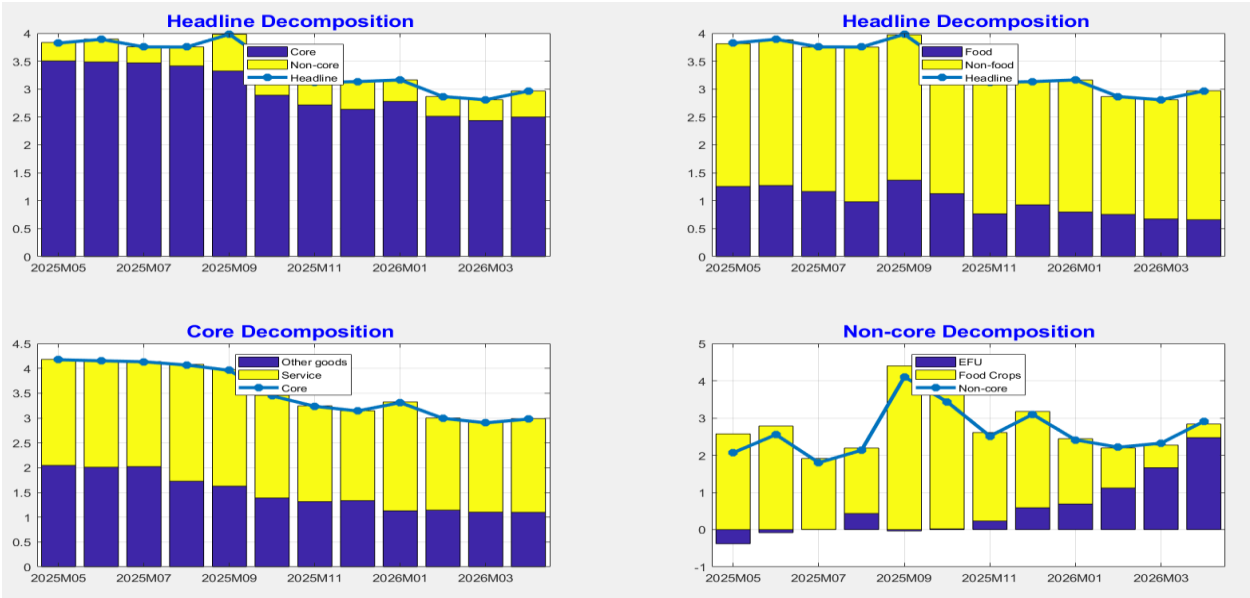 Headline Decomposition
4
3.5
3
2.5
2
1.5
1
0.5
0
Core
Non-core
Headline
2025M05 2025M07 2025M09 2025M11 2026M01 2026M03
Headline Decomposition
4
3.5
3
2.5
2
1.5
1
0.5
0
Food
Non-food
Headline
2025M05 2025M07 2025M09 2025M11 2026M01 2026M03
Core Decomposition
4.5
4
3.5
3
2.5
2
1.5
1
0.5
0
Other goods
Service
Core
2025M05 2025M07 2025M09 2025M11 2026M01 2026M03
Non-core Decomposition
5
4
3
2
1
0
-1
EFU
Food Crops
Non-core
2025M05 2025M07 2025M09 2025M11 2026M01 2026M03